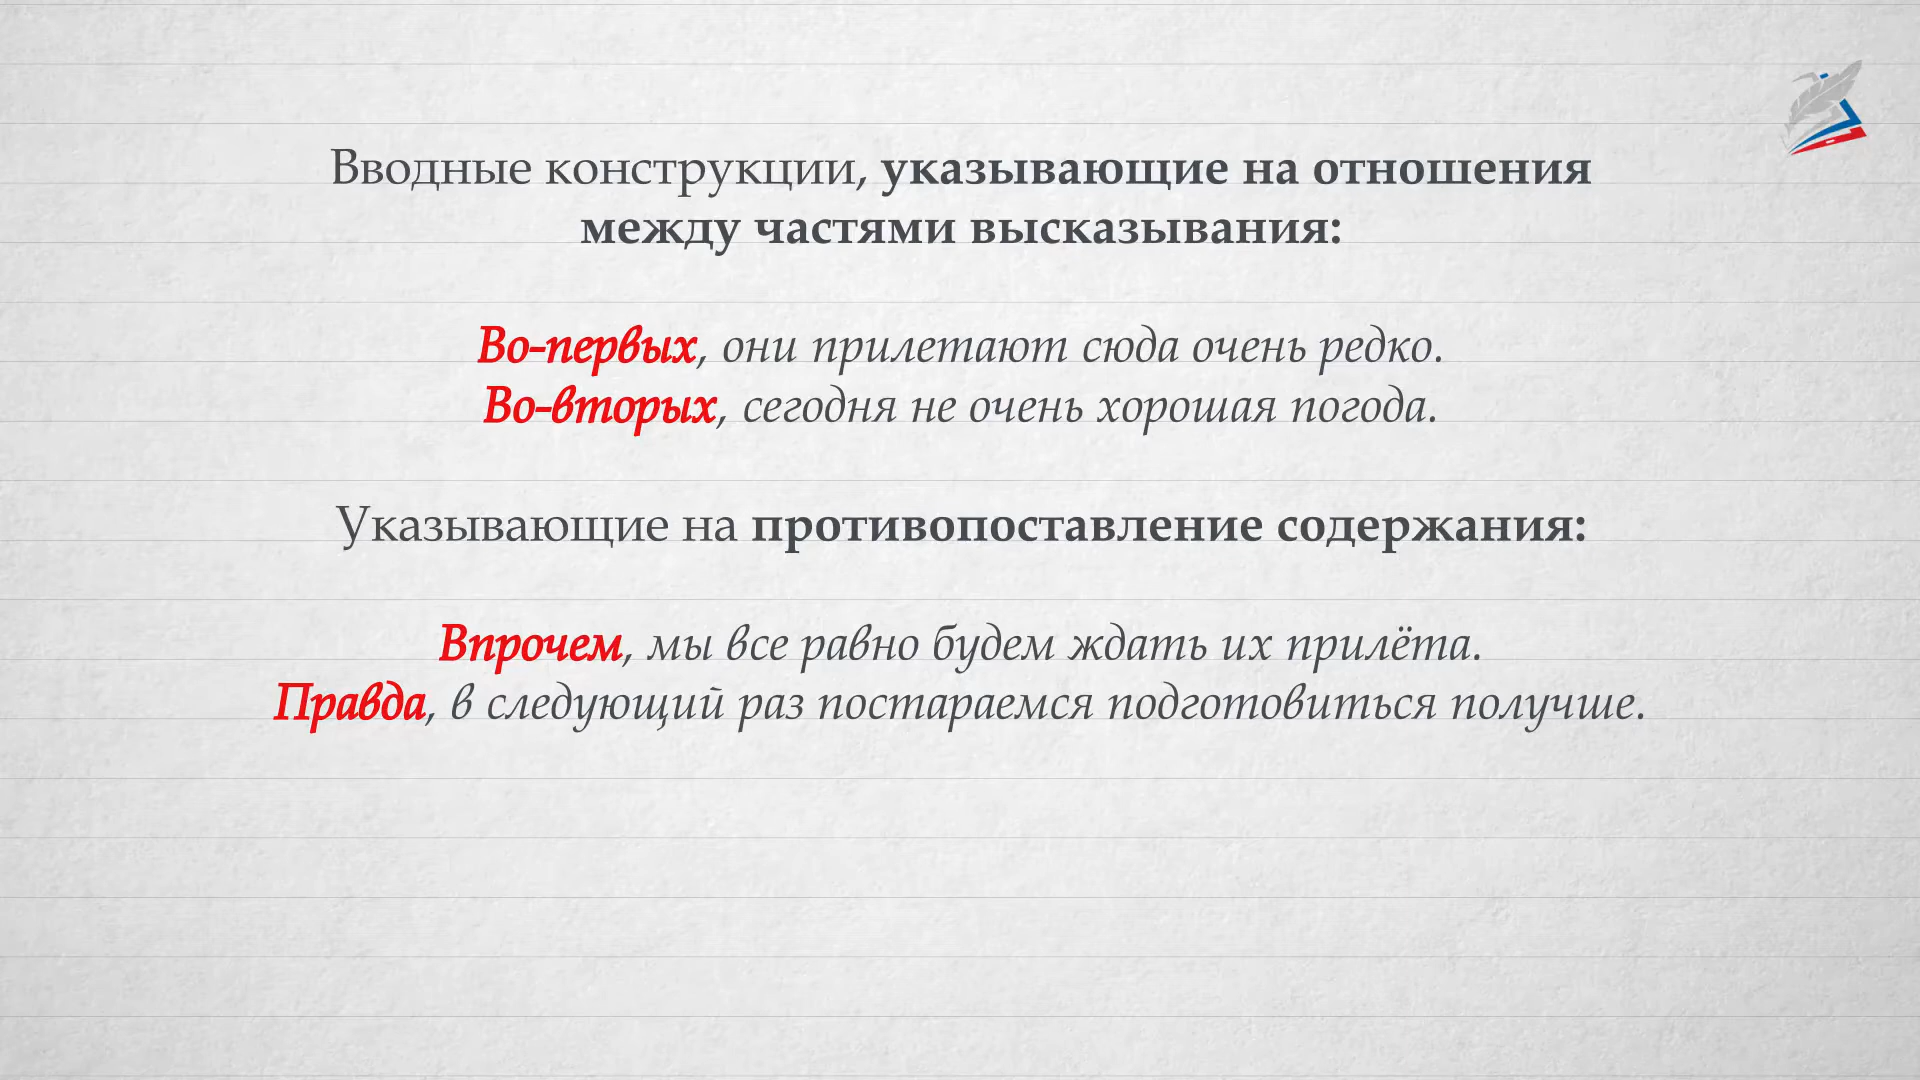 Вводные конструкции, указывающие на отношения
между частями высказывания:
Во-первых, они прилетают сюда очень редко.
Во-вторых, сегодня не очень хорошая погода.
Указывающие на противопоставление содержания:
Впрочем, мы все равно будем ждать их прилёта.
Правда, в следующий раз постараемся подготовиться получше.